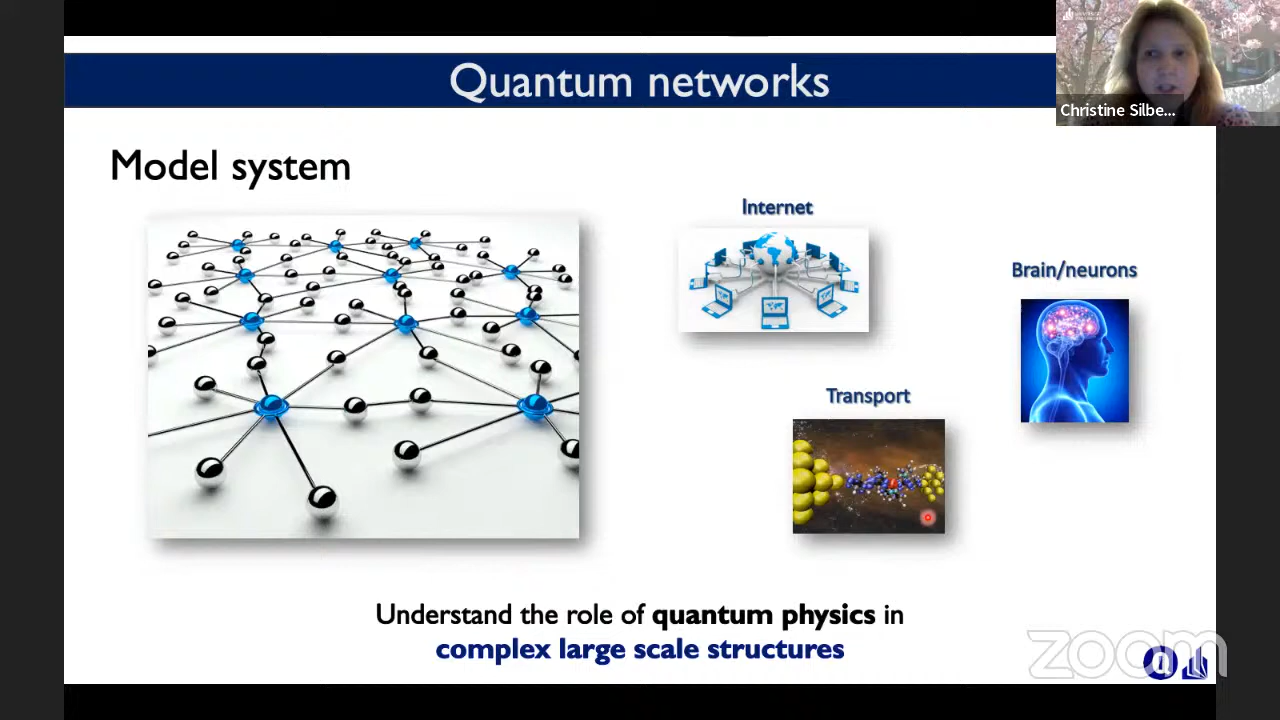 Quantum networks
Christine Silbe...
Model system
Internet
Brain/neurons
Transport
Understand the role of quantum physics in
complex large scale structures
zoom